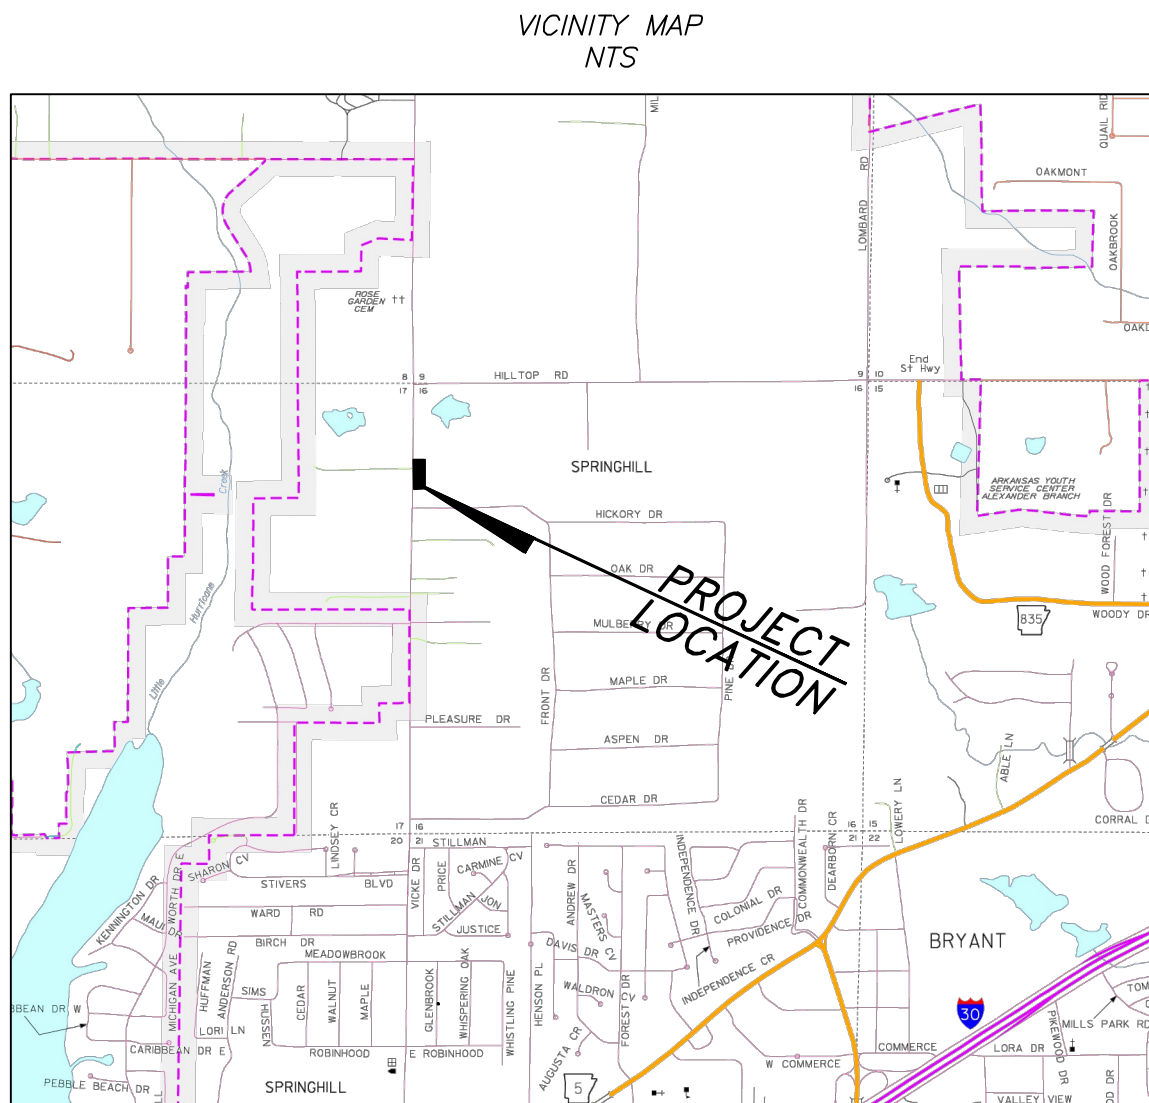 VICINITY MAP
NTS
MIL
QUAIL RID
OAKMONT
LOMBARD RD
OAKBROOK
ROSE
GARDEN
CEM
OAKD
End
St Hwy
8 9
17 16
HILLTOP RD
9 10
16 15
SPRINGHILL
Creek
ARKANSAS YOUTH
SERVICE CENTER
ALEXANDER BRANCH
HICKORY DR
WOOD FOREST DR
OAK DR
PROJECT
LOCATION
Hurricane
MULBERRY DR
835
WOODY DR
Little
FRONT DR
MAPLE DR
PINE DR
PLEASURE DR
ASPEN DR
ABLE LN
CEDAR DR
LOWERY LN
CORRAL D
LINDSEY CR
17 16
20 21
STILLMAN
COMMONWEALTH DR
DEARBORN CR
16 15
21 22
SHARON CV
WORTH DR E
STIVERS BLVD
VICKE DR
PRICE
CARMINE CV
ANDREW DR
INDEPENDENCE DR
KENNINGTON DR
MAUI DR
WARD RD
STILLMAN
JON
MASTERS CV
COLONIAL DR
PROVIDENCE DR
JUSTICE
BIRCH DR
MEADOWBROOK
DAVIS DR
BRYANT
MICHIGAN AVE
HUFFMAN
ANDERSON RD
SIMS
HUSSEN
CEDAR
WALNUT
MAPLE
GLENBROOK
WHISPERING OAK
WHISTLING PINE
HENSON PL
WALDRON CV
FOREST DR
INDEPENDENCE CR
BBEAN DR W
LORI LN
30
TOM
MILLS PARK RD
PIKEWOOD DR
CARIBBEAN DR E
ROBINHOOD
E ROBINHOOD
AUGUSTA CR
W COMMERCE
COMMERCE
LORA DR
PEBBLE BEACH DR
SPRINGHILL
5
VALLEY VIEW
OD DR
LL